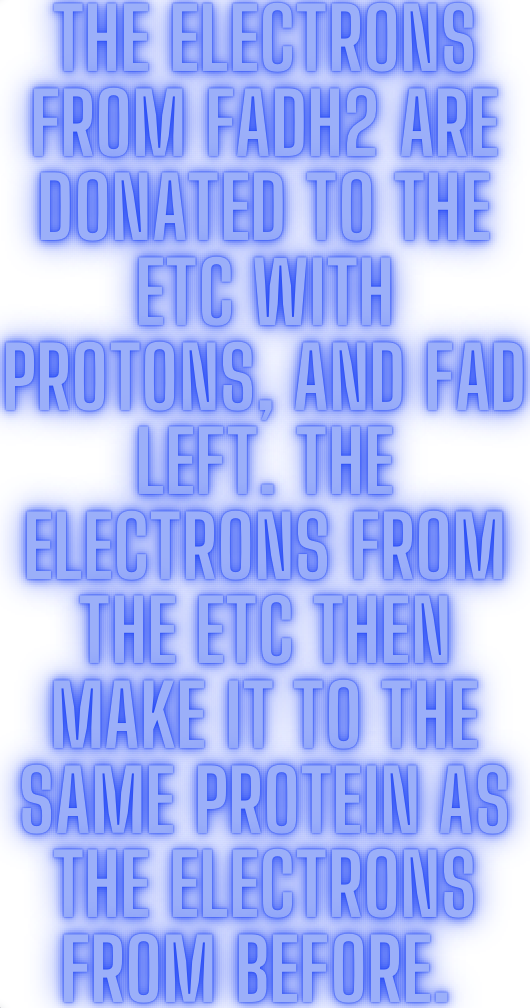 THE ELECTRONS
FROM FADH2 ARE
DONATED TO THE
ETC WITH
PROTONS, AND FAD
LEFT. THE
ELECTRONS FROM
THE ETC THEN
MAKE IT TO THE
SAME PROTEIN AS
THE ELECTRONS
FROM BEFORE.